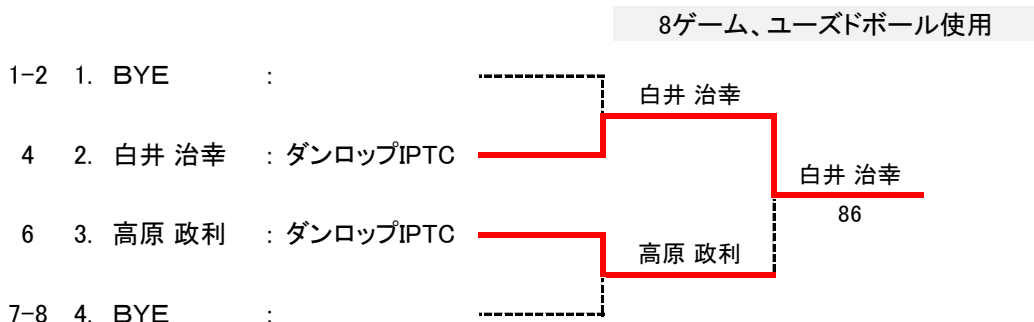 8ゲーム、ユーズドボール使用
1-2 1. BYE :
白井 治幸
4 2. 白井 治幸 : ダンロップIPTC
白井 治幸
86
6 3. 高原 政利 : ダンロップIPTC
高原 政利
7-8 4. BYE :